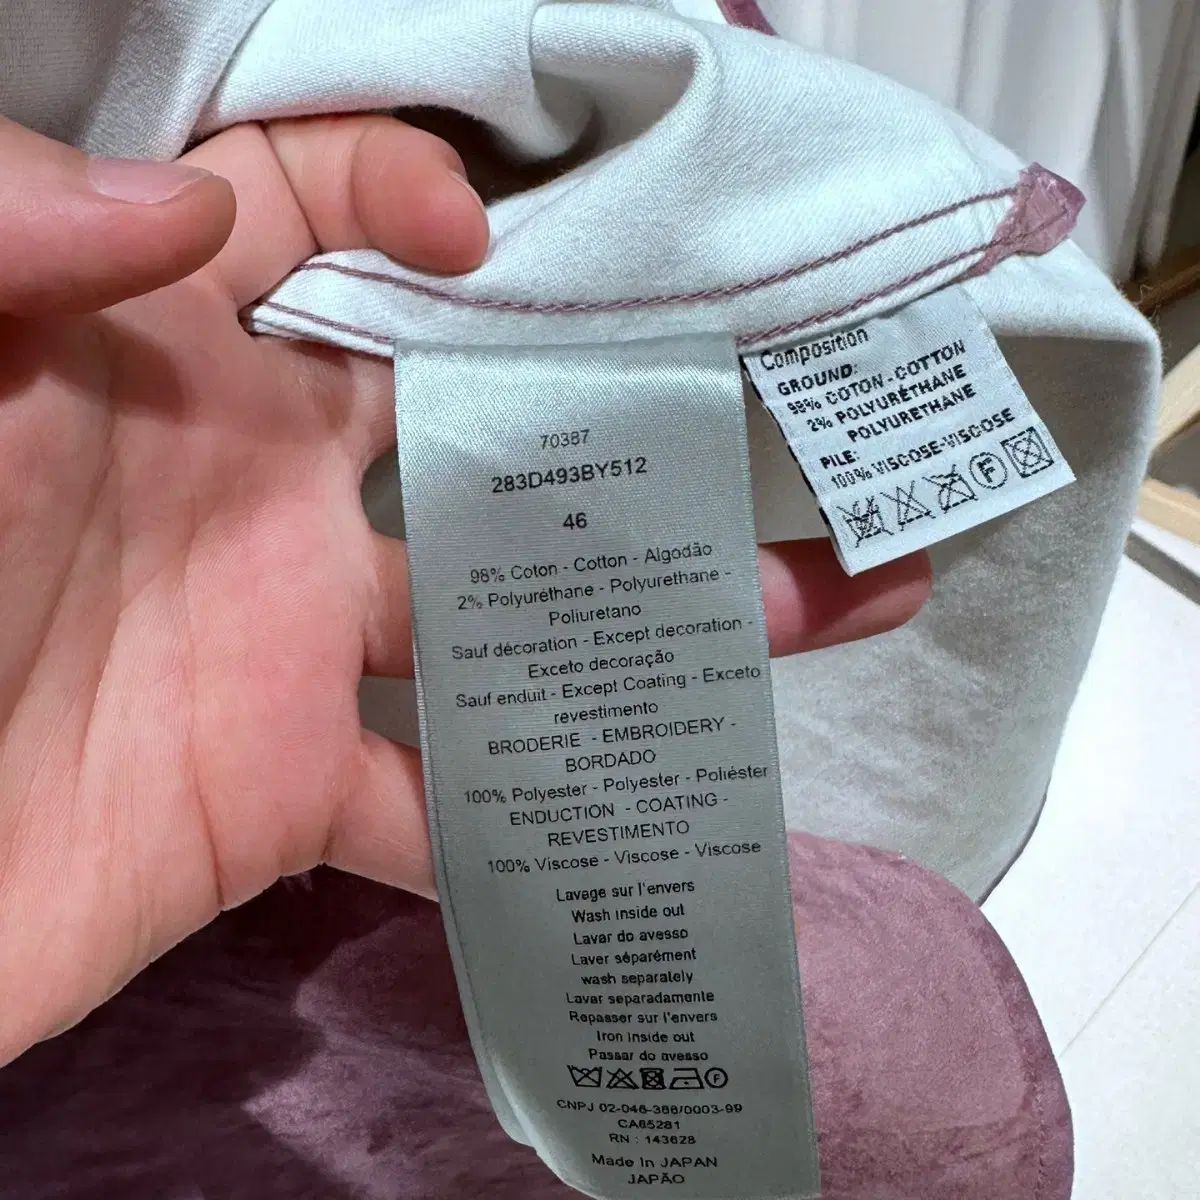 70387
283D493BY512
46
98% Coton - Cotton - Algodão
2% Polyuréthane - Polyurethane -
Poliuretano
Sauf décoration - Except decoration -
Exceto decoração
Sauf enduit - Except Coating - Exceto
revestimento
BRODERIE - EMBROIDERY -
BORDADO
100% Polyester - Polyester - Poliéster
ENDUCTION - COATING -
REVESTIMENTO
100% Viscose - Viscose - Viscose
Lavage sur l'envers
Wash inside out
Lavar do avesso
Laver séparément
wash separately
Lavar separadamente
Repasser sur l'envers
Iron inside out
Passar do avesso
F
CNPJ 02-046-388/0003-99
CA65281
RN : 143628
Made In JAPAN
JAPÃO
Composition
GROUND:
98% COTON-COTTON
2% POLYURÉTHANE
POLYURETHANE
PILE:
100% VISCOSE-VISCOSE
F